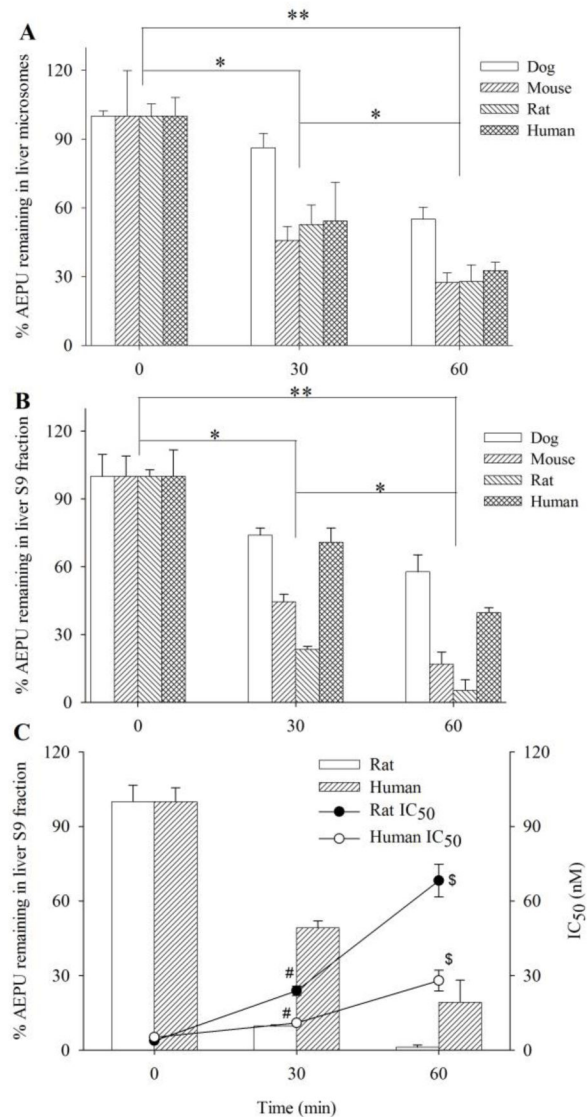 A
**
*
*
Dog
Mouse
Rat
Human
% AEPU remaining in liver microsomes
120
90
60
30
0
0 30 60
B
**
*
*
Dog
Mouse
Rat
Human
% AEPU remaining in liver S9 fraction
120
90
60
30
0
0 30 60
C
Rat
Human
Rat IC50
Human IC50
% AEPU remaining in liver S9 fraction
120
90
60
30
0
#
#
$
$
120
90
60
30
0
IC50 (nM)
0 30 60
Time (min)